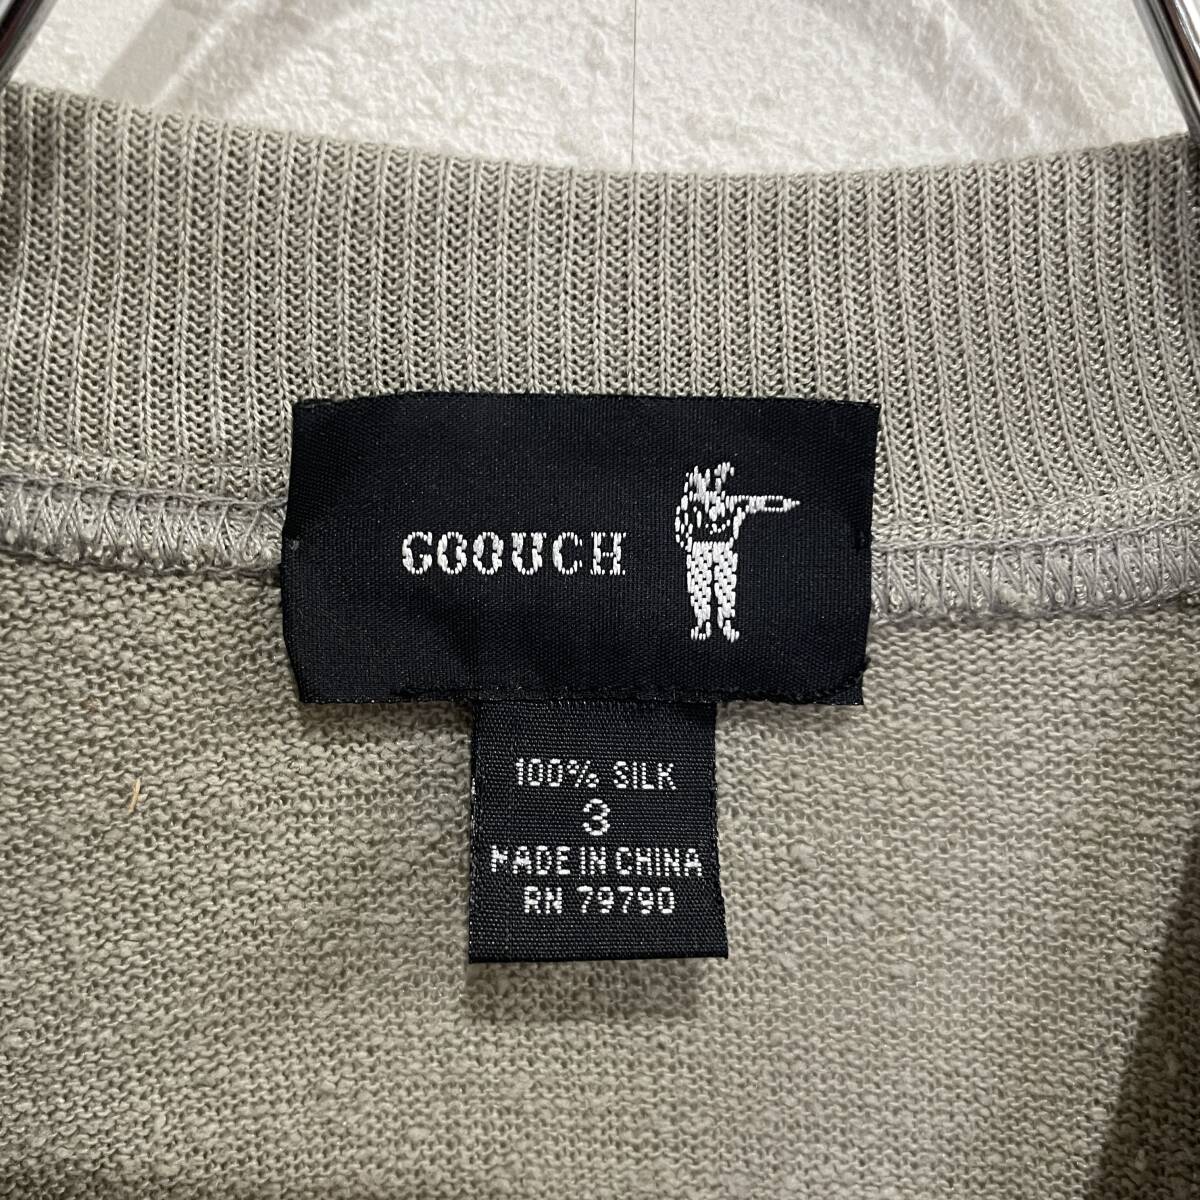 GOOUCH
100% SILK
3
MADE IN CHINA
RN 79790